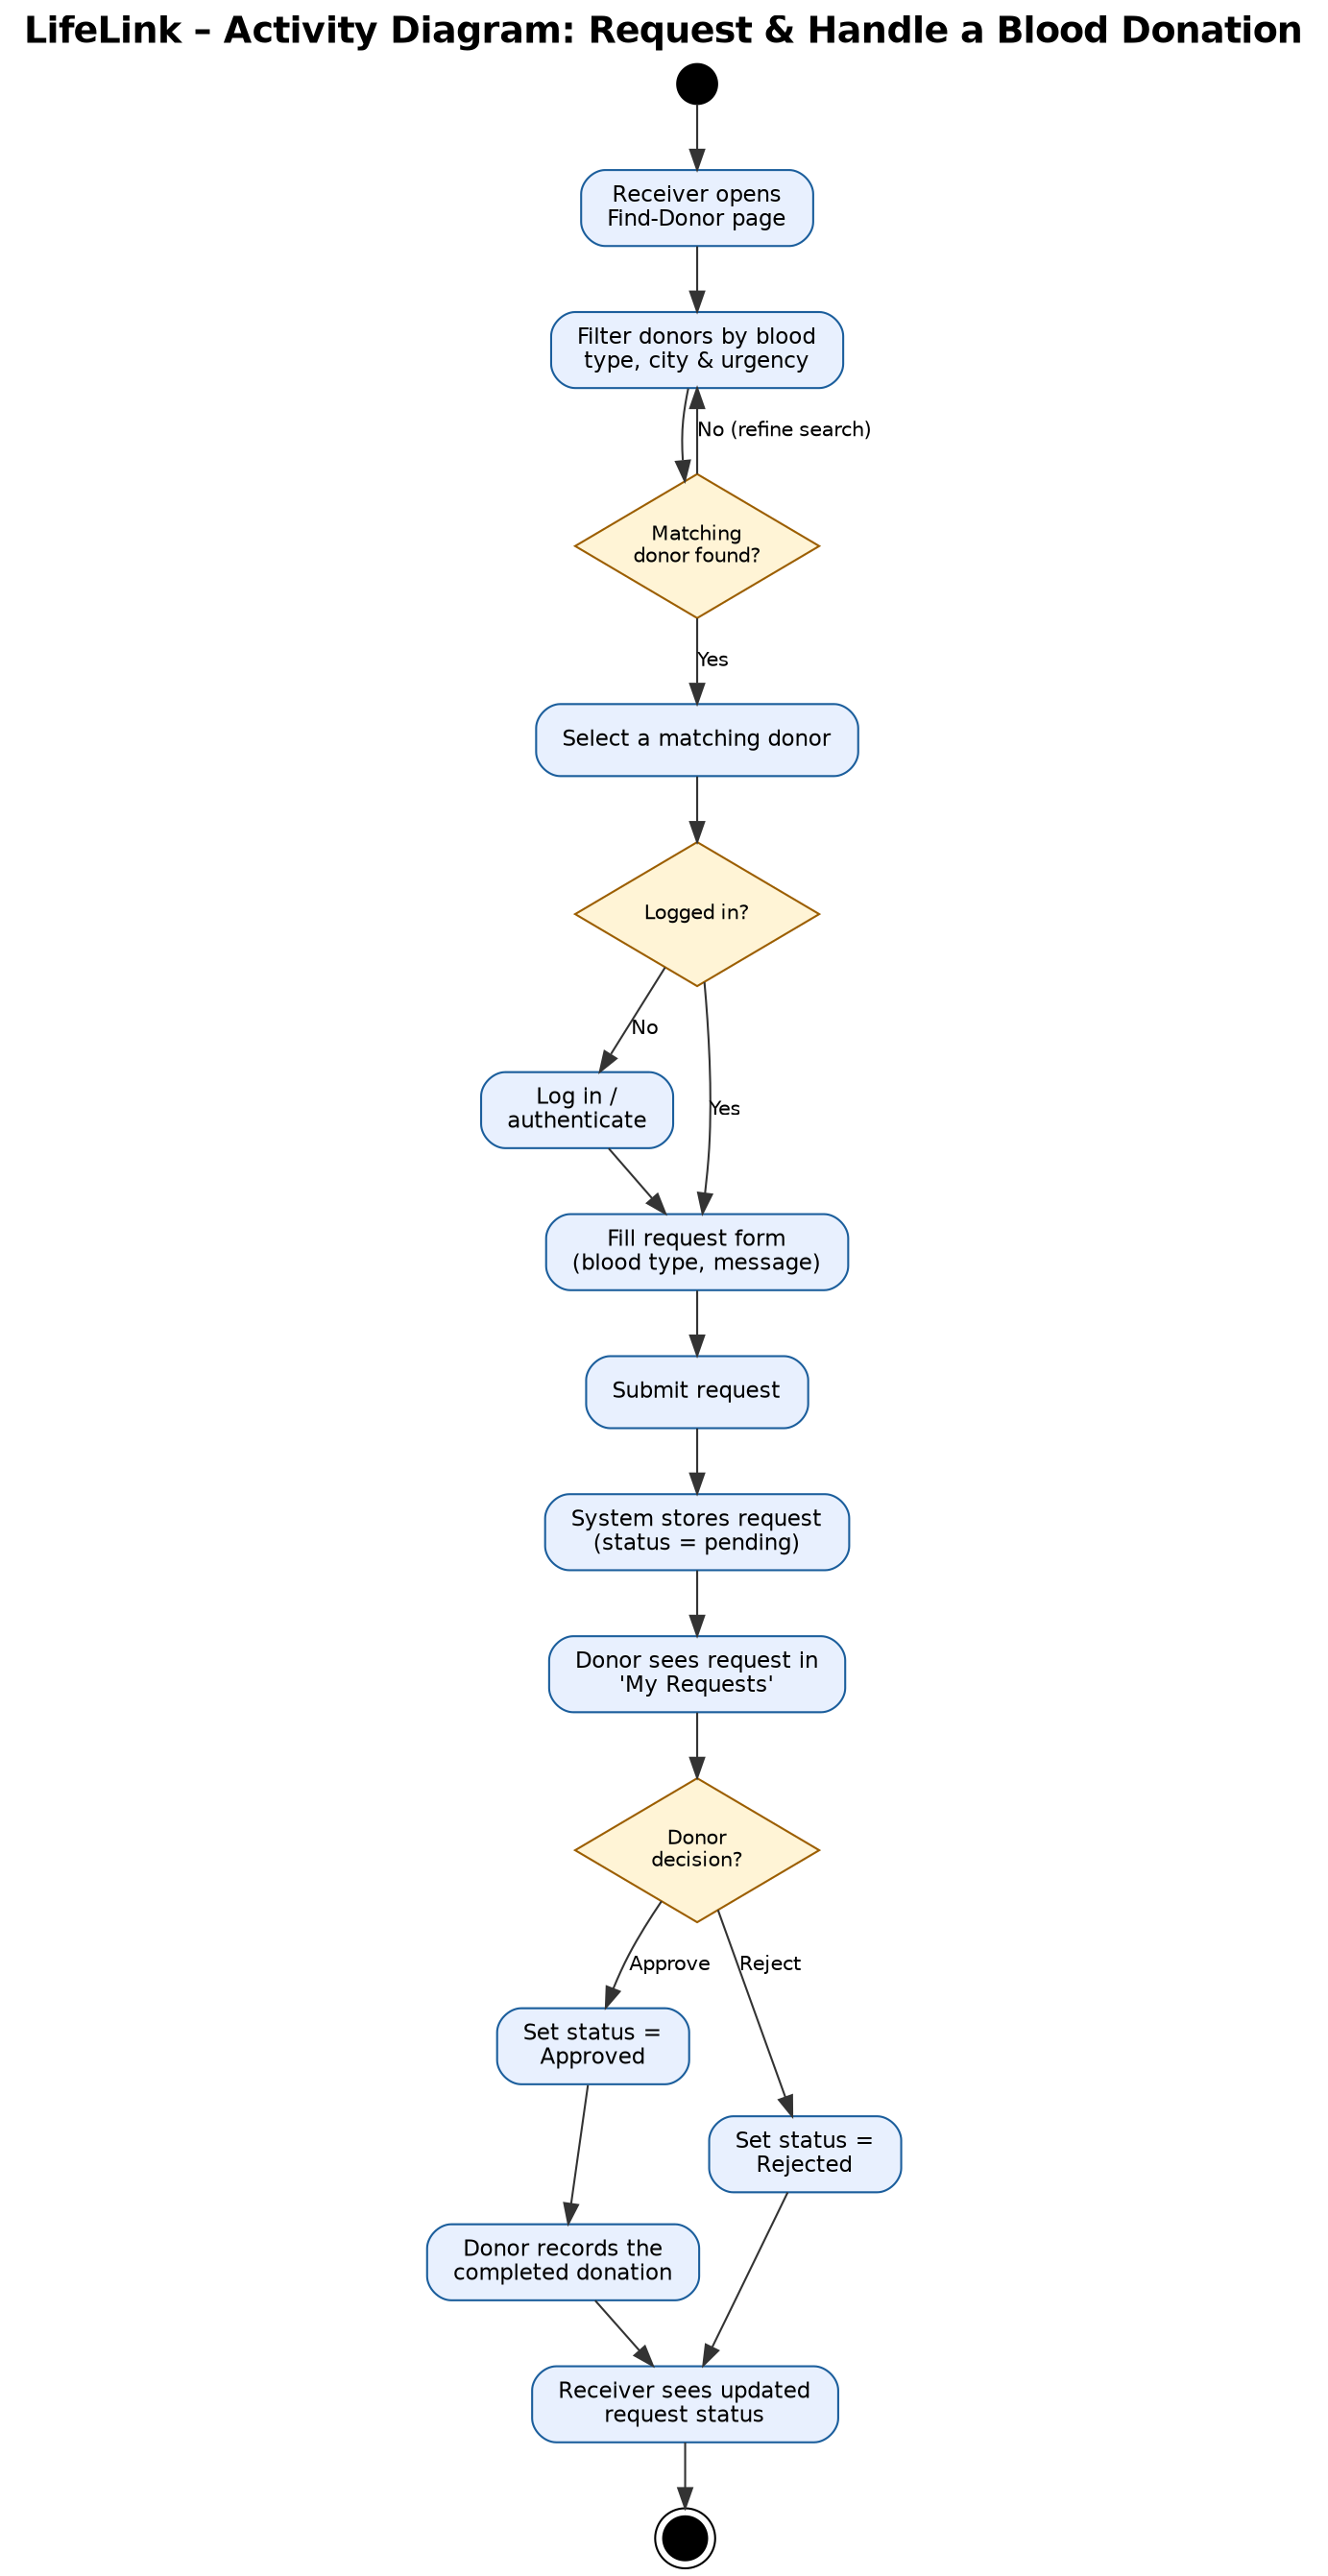 LifeLink – Activity Diagram: Request & Handle a Blood Donation
Receiver opens
Find-Donor page
Filter donors by blood
type, city & urgency
No (refine search)
Matching
donor found?
Yes
Select a matching donor
Logged in?
No
Log in /
authenticate
Yes
Fill request form
(blood type, message)
Submit request
System stores request
(status = pending)
Donor sees request in
'My Requests'
Donor
decision?
Approve
Reject
Set status =
Approved
Set status =
Rejected
Donor records the
completed donation
Receiver sees updated
request status